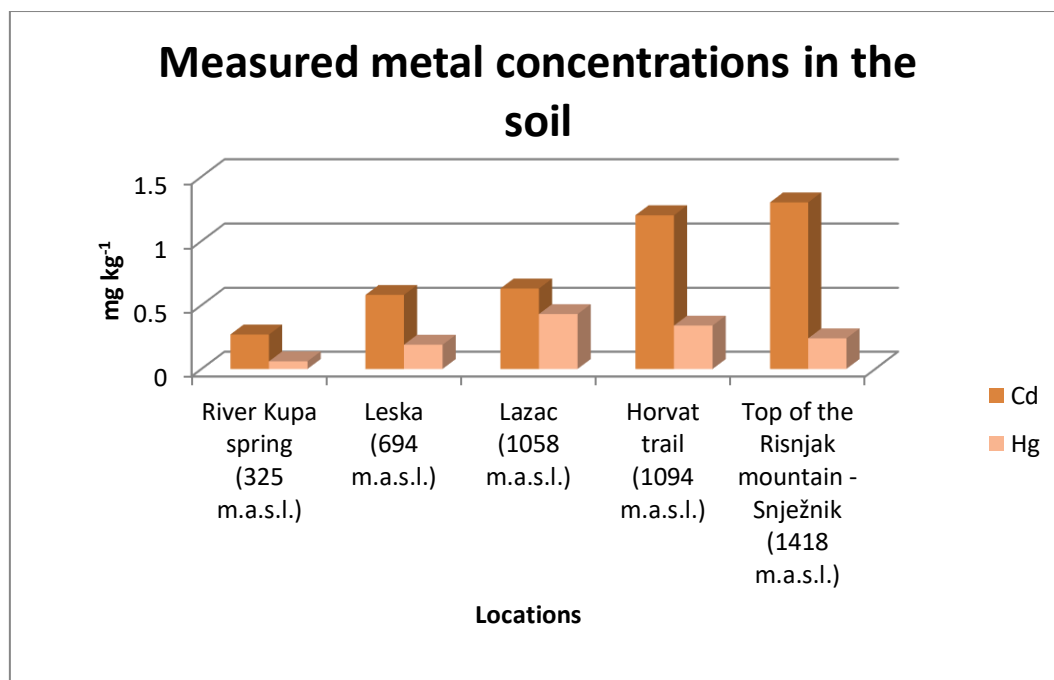 Measured metal concentrations in the
soil
mg kg-1
1.5
1
0.5
0
River Kupa
spring
(325
m.a.s.l.)
Leska
(694
m.a.s.l.)
Lazac
(1058
m.a.s.l.)
Horvat
trail
(1094
m.a.s.l.)
Top of the
Risnjak
mountain -
Snježnik
(1418
m.a.s.l.)
Locations
Cd
Hg